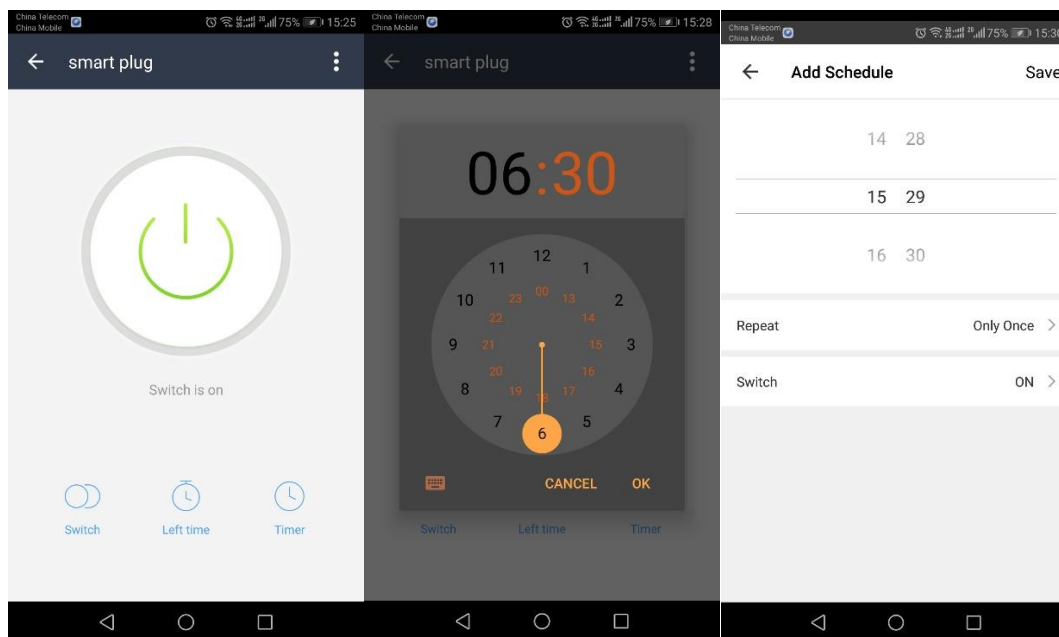 China Telecom
China Mobile
75% 15:25
smart plug
Switch is on
Switch Left time Timer
China Telecom
China Mobile
75% 15:28
smart plug
06:30
12
11 1
00
23 13
10 2
22 14
9 21 15 3
20 16
8 4
19 18 17
7 5
6
CANCEL OK
Switch Left time Timer
China Telecom
China Mobile
75% 15:30
Add Schedule Save
14 28
15 29
16 30
Repeat Only Once
Switch ON